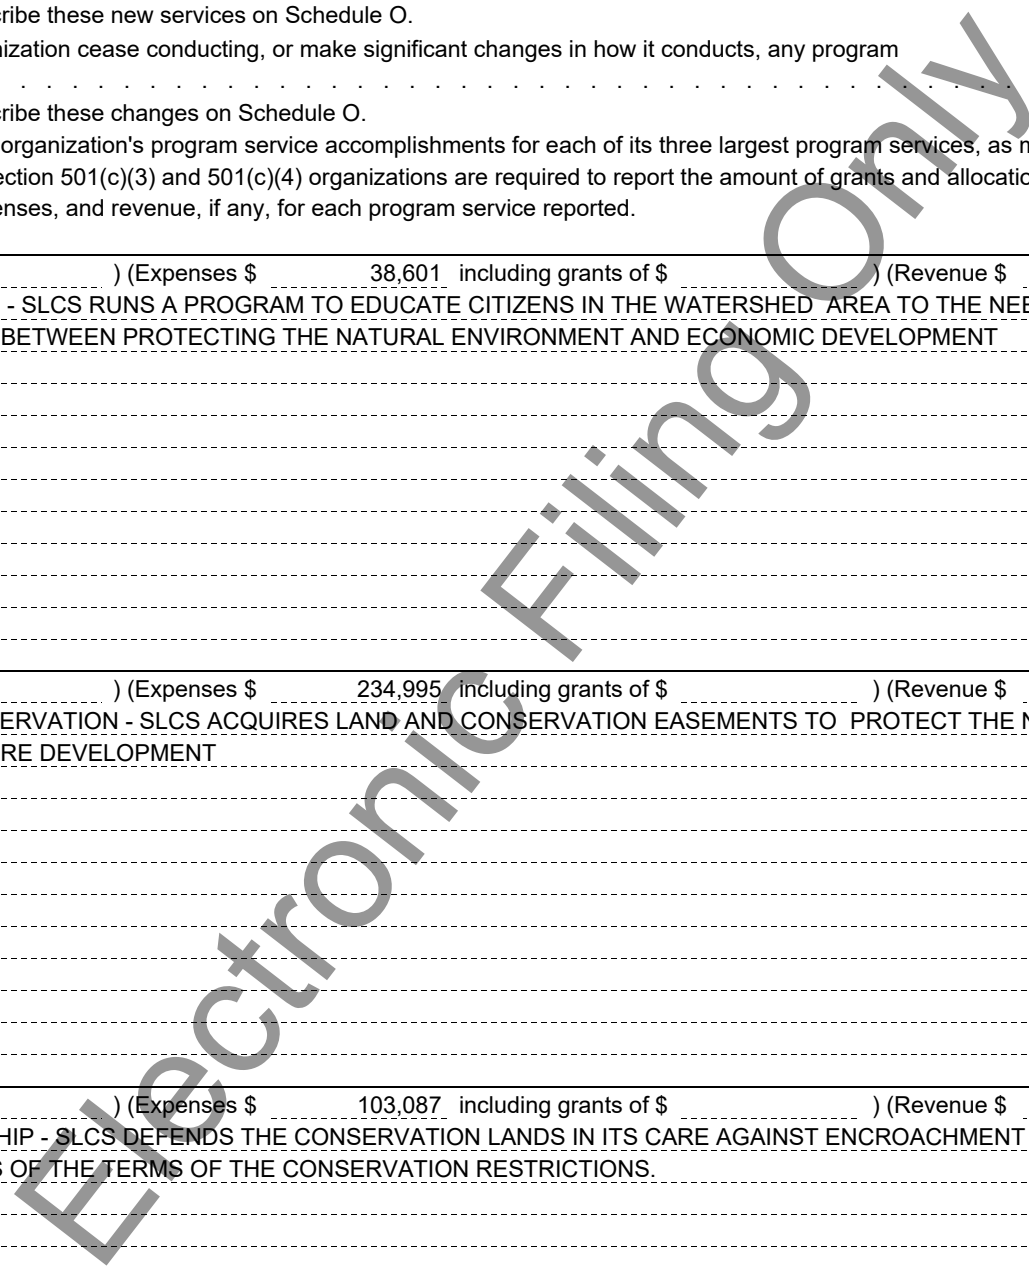 ribe these new services on Schedule O.
ization cease conducting, or make significant changes in how it conducts, any program
. . . . . . . . . . . . . . . . . . . . . . . . . . . . . . . . . . . . . . .
ribe these changes on Schedule O.
organization's program service accomplishments for each of its three largest program services, as m
ection 501(c)(3) and 501(c)(4) organizations are required to report the amount of grants and allocatio
enses, and revenue, if any, for each program service reported.
) (Expenses $ 38,601 including grants of $ ) (Revenue $
- SLCS RUNS A PROGRAM TO EDUCATE CITIZENS IN THE WATERSHED AREA TO THE NEE
BETWEEN PROTECTING THE NATURAL ENVIRONMENT AND ECONOMIC DEVELOPMENT
) (Expenses $ 234,995 including grants of $ ) (Revenue $
ERVATION - SLCS ACQUIRES LAND AND CONSERVATION EASEMENTS TO PROTECT THE N
RE DEVELOPMENT
) (Expenses $ 103,087 including grants of $ ) (Revenue $
HIP - SLCS DEFENDS THE CONSERVATION LANDS IN ITS CARE AGAINST ENCROACHMENT
S OF THE TERMS OF THE CONSERVATION RESTRICTIONS.
Electronic Filing Only